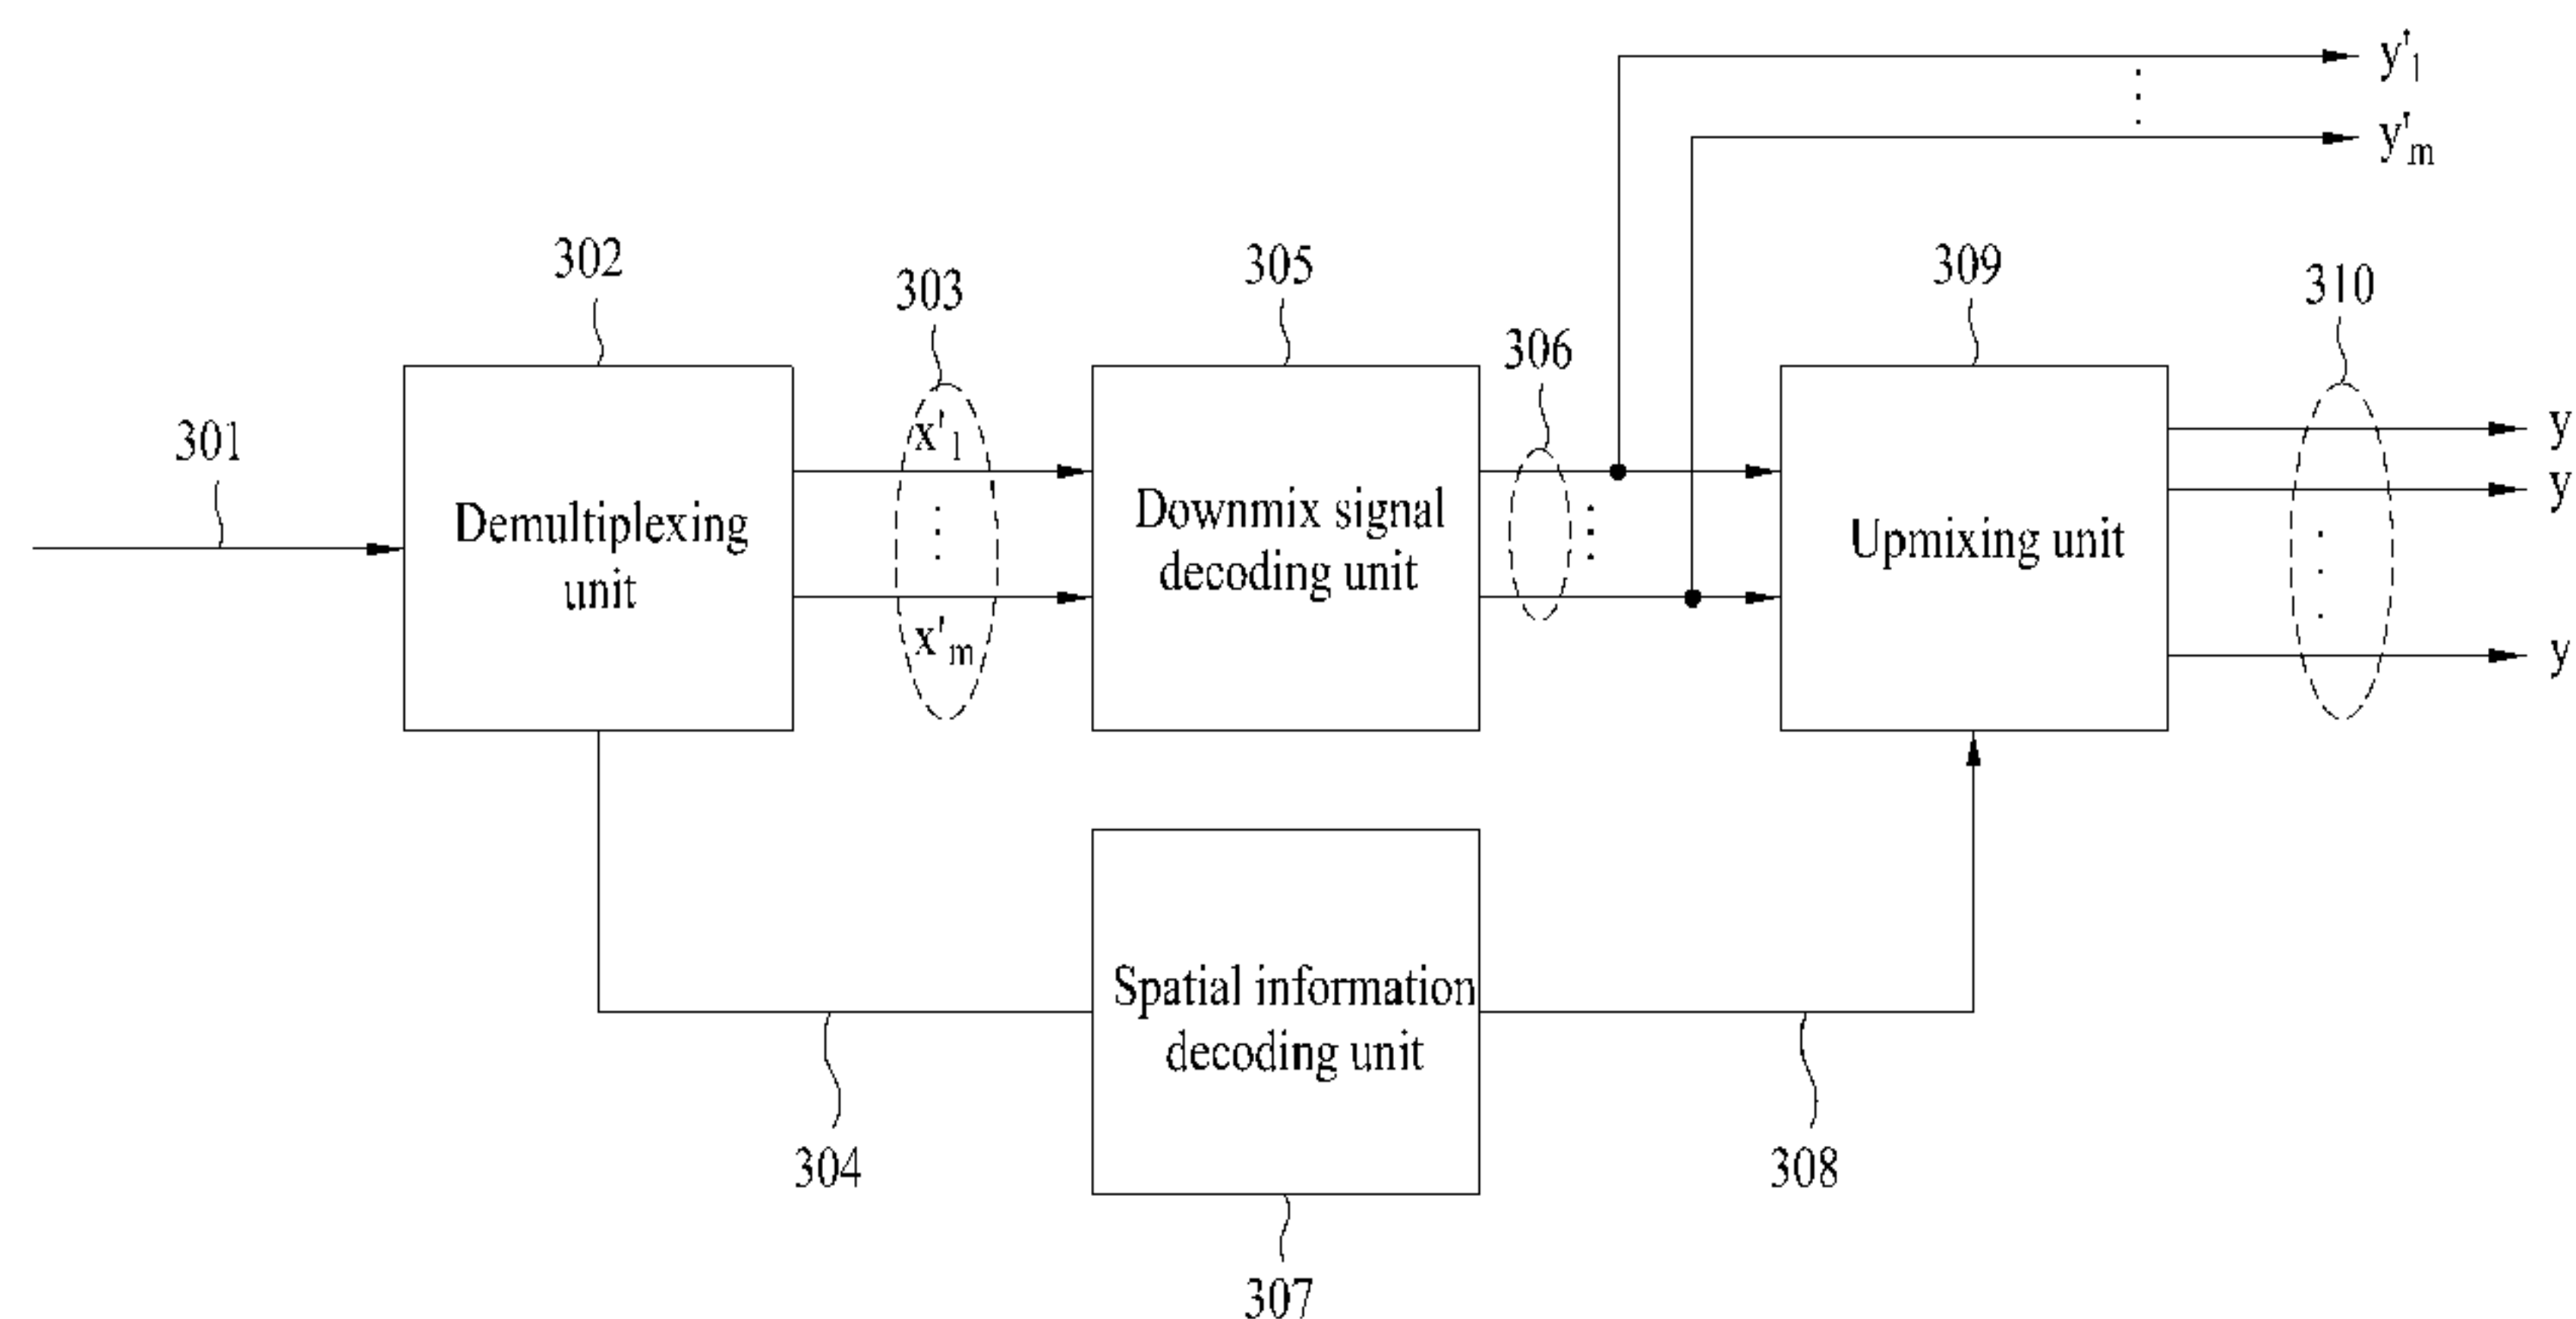 y'1
y'm
302
303
305
306
309
310
301
x'1
Demultiplexing
unit
x'm
Downmix signal
decoding unit
Upmixing unit
y
y
y
Spatial information
decoding unit
304
308
307